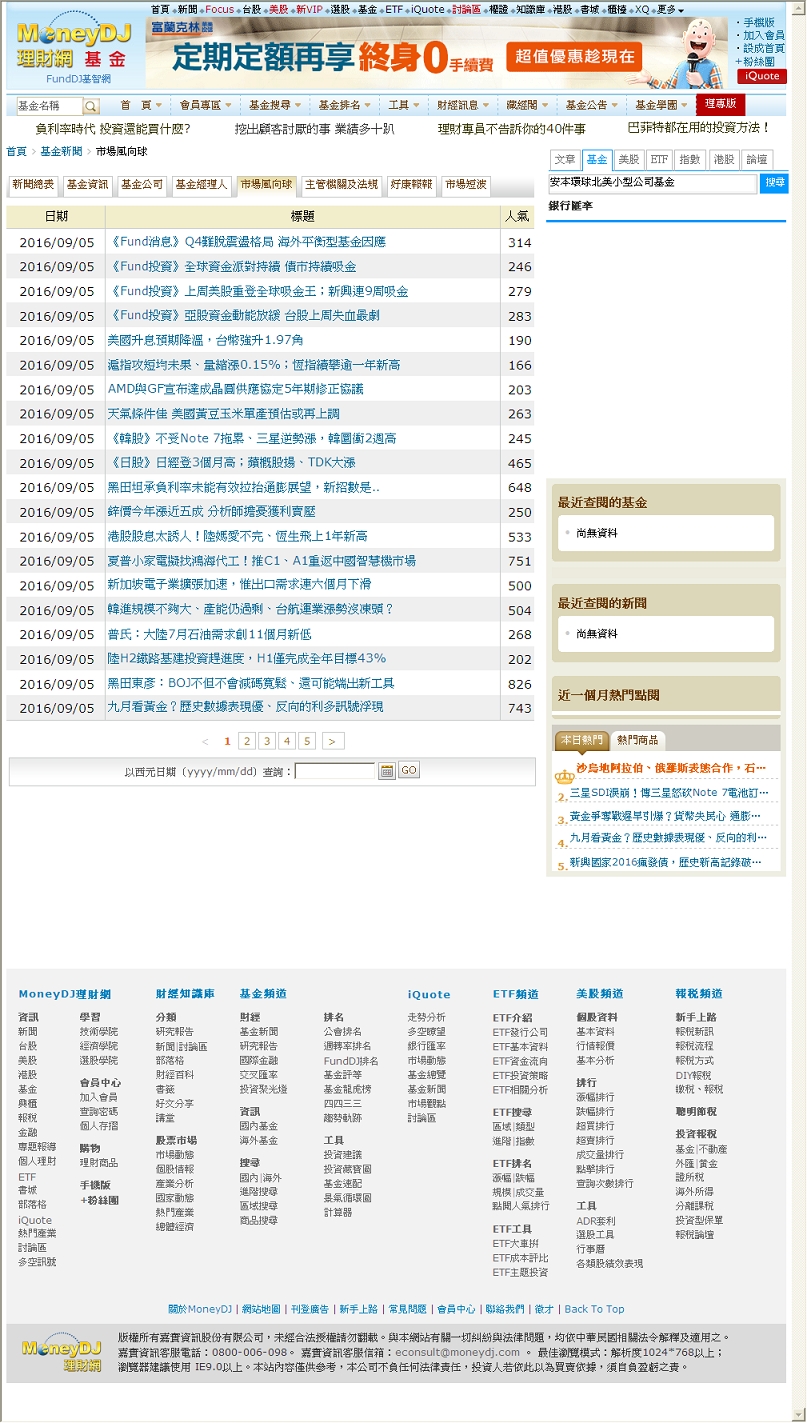 首頁 新聞 Focus 台股 美股 新VIP 選股 基金 ETF iQuote 討論區 權證 知識庫 港股 書城 櫃檯 XQ 更多
MoneyDJ
理財網 基金
FundDJ基智網
富蘭克林
定期定額再享終身0手續費
超值優惠趁現在
手機版
加入會員
設成首頁
+粉絲團
iQuote
基金名稱 首 頁 會員專區 基金搜尋 基金排名 工具 財經訊息 藏經閣 基金公告 基金學園 理專版
負利率時代 投資還能買什麼? 挖出顧客討厭的事 業績多十趴 理財專員不告訴你的40件事 巴菲特都在用的投資方法！
首頁 > 基金新聞 > 市場風向球
新聞總表 基金資訊 基金公司 基金經理人 市場風向球 主管機關及法規 好康報報 市場短波
文章 基金 美股 ETF 指數 港股 論壇
安本環球北美小型公司基金 搜尋
銀行匯率
日期 標題 人氣
2016/09/05 《Fund消息》Q4難脫震盪格局 海外平衡型基金因應 314
2016/09/05 《Fund投資》全球資金派對持續 債市持續吸金 246
2016/09/05 《Fund投資》上周美股重登全球吸金王；新興連9周吸金 279
2016/09/05 《Fund投資》亞股資金動能放緩 台股上周失血最劇 283
2016/09/05 美國升息預期降溫，台幣強升1.97角 190
2016/09/05 滬指攻短均未果、量縮漲0.15%；恆指續攀逾一年新高 166
2016/09/05 AMD與GF宣布達成晶圓供應協定5年期修正協議 203
2016/09/05 天氣條件佳 美國黃豆玉米單產預估或再上調 263
2016/09/05 《韓股》不受Note 7拖累、三星逆勢漲，韓圜衝2週高 245
2016/09/05 《日股》日經登3個月高；蘋概股揚、TDK大漲 465
2016/09/05 黑田坦承負利率未能有效拉抬通膨展望，新招數是.. 648
2016/09/05 鋅價今年漲近五成 分析師擔憂獲利賣壓 250
2016/09/05 港股股息太誘人！陸媽愛不完、恆生飛上1年新高 533
2016/09/05 夏普小家電擬找鴻海代工！推C1、A1重返中國智慧機市場 751
2016/09/05 新加坡電子業擴張加速，惟出口需求連六個月下滑 500
2016/09/05 韓進規模不夠大、產能仍過剩、台航運業漲勢沒凍頭？ 504
2016/09/05 普氏：大陸7月石油需求創11個月新低 268
2016/09/05 陸H2鐵路基建投資趕進度，H1僅完成全年目標43% 202
2016/09/05 黑田東彥：BOJ不但不會減碼寬鬆、還可能端出新工具 826
2016/09/05 九月看黃金？歷史數據表現優、反向的利多訊號浮現 743
< 1 2 3 4 5 >
以西元日期（yyyy/mm/dd）查詢： GO
最近查閱的基金
尚無資料
最近查閱的新聞
尚無資料
近一個月熱門點閱
本日熱門 熱門商品
沙烏地阿拉伯、俄羅斯表態合作，石…
2. 三星SDI淚崩！傳三星怒砍Note 7電池訂…
3. 黃金爭奪戰遲早引爆？貨幣失民心 通膨…
4. 九月看黃金？歷史數據表現優、反向的利…
5. 新興國家2016瘋發債，歷史新高記錄破…
MoneyDJ理財網
資訊
新聞
台股
美股
港股
基金
興櫃
報稅
金融
專題報導
個人理財
ETF
書城
部落格
iQuote
熱門產業
討論區
多空訊號
學習
技術學院
經濟學院
選股學院
會員中心
加入會員
查詢密碼
個人存摺
購物
理財商品
手機版
+粉絲團
財經知識庫
分類
研究報告
新聞|討論區
部落格
財經百科
書籤
好文分享
講堂
股票市場
市場動態
個股情報
產業分析
國家動態
熱門產業
總體經濟
基金頻道
財經
基金新聞
研究報告
國際金融
交叉匯率
投資聚光燈
資訊
國內基金
海外基金
搜尋
國內|海外
進階搜尋
區域搜尋
商品搜尋
排名
公會排名
週轉率排名
FundDJ排名
基金評等
基金龍虎榜
四四三三
趨勢軌跡
工具
投資建議
投資藏寶圖
基金速配
景氣循環圖
計算器
iQuote
走勢分析
多空瞭望
銀行匯率
市場動態
基金總覽
基金新聞
市場觀點
討論區
ETF頻道
ETF介紹
ETF發行公司
ETF基本資料
ETF資金流向
ETF投資策略
ETF相關分析
ETF搜尋
區域|類型
進階|指數
ETF排名
漲幅|跌幅
規模|成交量
點閱人氣排行
ETF工具
ETF大車拚
ETF成本評比
ETF主題投資
美股頻道
個股資料
基本資料
行情報價
基本分析
排行
漲幅排行
跌幅排行
超買排行
超賣排行
成交量排行
點擊排行
查詢次數排行
工具
ADR套利
選股工具
行事曆
各類股績效表現
報稅頻道
新手上路
報稅新訊
報稅流程
報稅方式
DIY報稅
繳稅、報稅
聰明節稅
投資報稅
基金|不動產
外匯|黃金
證所稅
海外所得
分離課稅
投資型保單
報稅論壇
關於MoneyDJ | 網站地圖 | 刊登廣告 | 新手上路 | 常見問題 | 會員中心 | 聯絡我們 | 徵才 | Back To Top
MoneyDJ
理財網
版權所有嘉實資訊股份有限公司，未經合法授權請勿翻載。與本網站有關一切糾紛與法律問題，均依中華民國相關法令解釋及適用之。
嘉實資訊客服電話：0800-006-098。 嘉實資訊客服信箱：econsult@moneydj.com 。 最佳瀏覽模式：解析度1024*768以上；
瀏覽器建議使用 IE9.0以上。本站內容僅供參考，本公司不負任何法律責任，投資人若依此以為買賣依據，須自負盈虧之責。